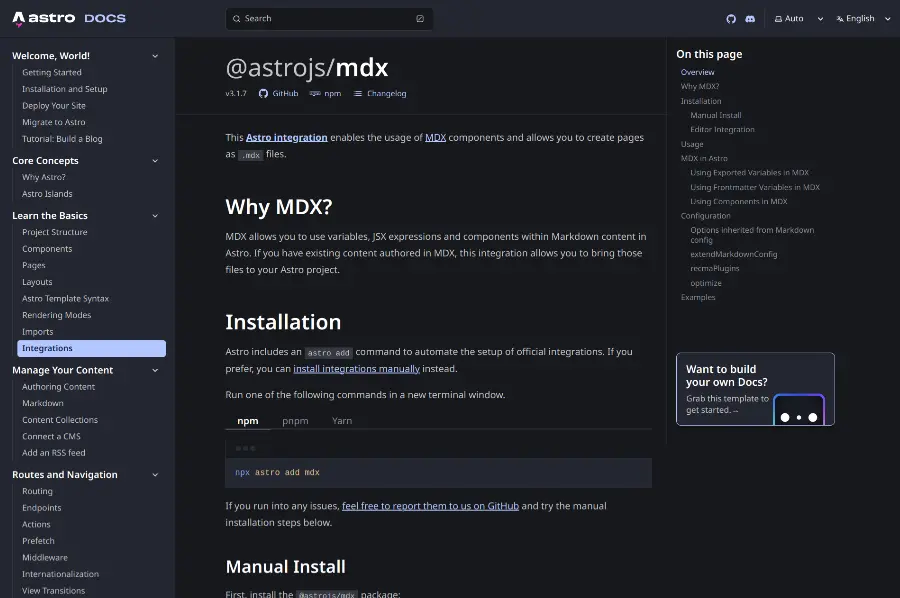 astro DOCS
Search
Auto
English
Welcome, World!
Getting Started
Installation and Setup
Deploy Your Site
Migrate to Astro
Tutorial: Build a Blog
Core Concepts
Why Astro?
Astro Islands
Learn the Basics
Project Structure
Components
Pages
Layouts
Astro Template Syntax
Rendering Modes
Imports
Integrations
Manage Your Content
Authoring Content
Markdown
Content Collections
Connect a CMS
Add an RSS feed
Routes and Navigation
Routing
Endpoints
Actions
Prefetch
Middleware
Internationalization
View Transitions
@astrojs/mdx
v3.1.7 GitHub npm Changelog
This Astro integration enables the usage of MDX components and allows you to create pages
as .mdx files.
Why MDX?
MDX allows you to use variables, JSX expressions and components within Markdown content in
Astro. If you have existing content authored in MDX, this integration allows you to bring those
files to your Astro project.
Installation
Astro includes an astro add command to automate the setup of official integrations. If you
prefer, you can install integrations manually instead.
Run one of the following commands in a new terminal window.
npm pnpm Yarn
npx astro add mdx
If you run into any issues, feel free to report them to us on GitHub and try the manual
installation steps below.
Manual Install
First, install the @astrojs/mdx package:
On this page
Overview
Why MDX?
Installation
Manual Install
Editor Integration
Usage
MDX in Astro
Using Exported Variables in MDX
Using Frontmatter Variables in MDX
Using Components in MDX
Configuration
Options inherited from Markdown
config
extendMarkdownConfig
recmaPlugins
optimize
Examples
Want to build
your own Docs?
Grab this template to
get started.